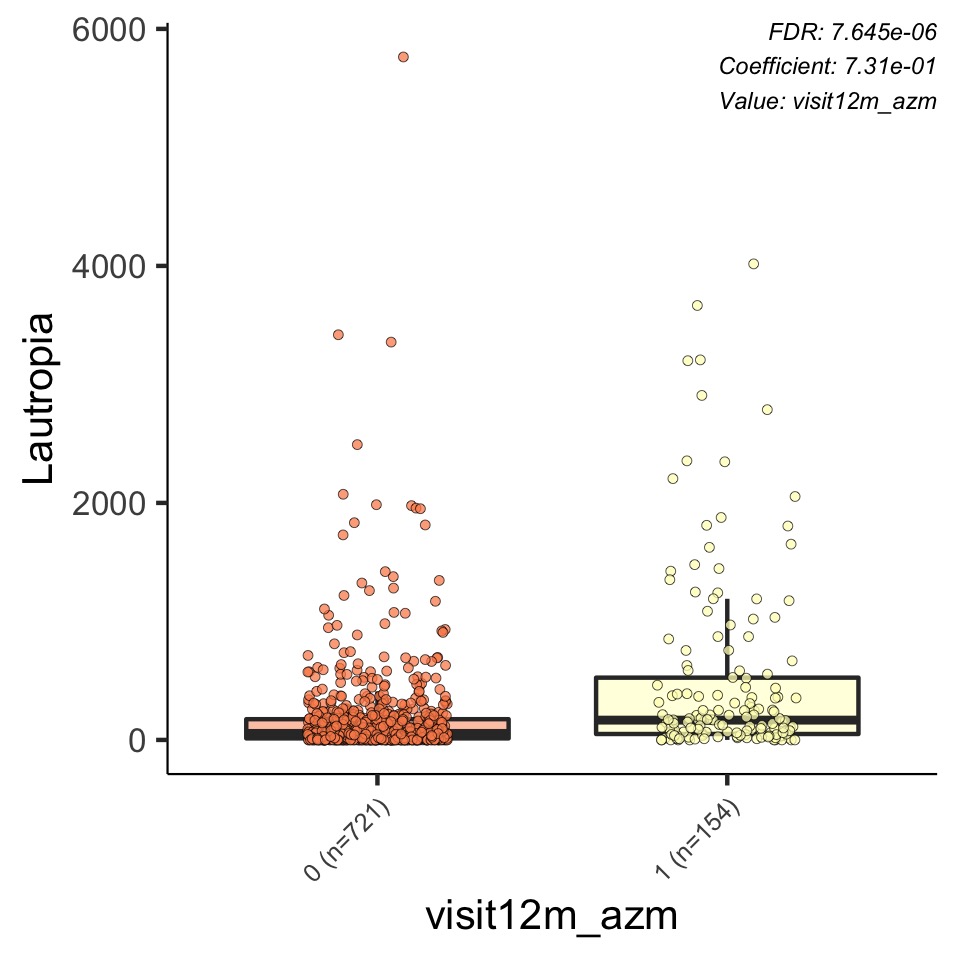 6000
4000
2000
0
Lautropia
FDR: 7.645e-06
Coefficient: 7.31e-01
Value: visit12m_azm
0 (n=721)
1 (n=154)
visit12m_azm